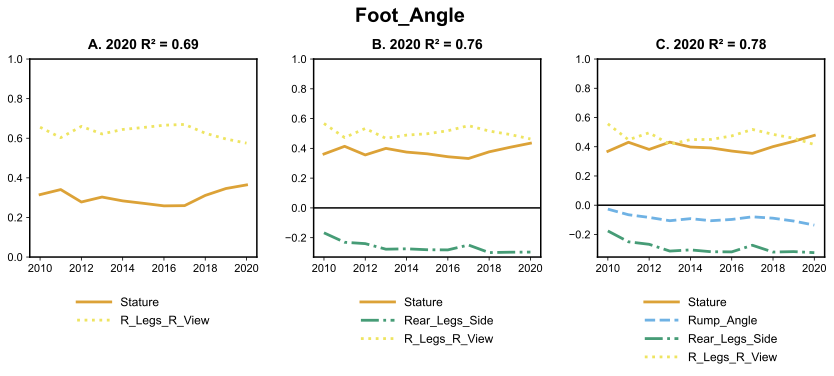 Foot_Angle
A. 2020 R² = 0.69
1.0
0.8
0.6
0.4
0.2
0.0
2010 2012 2014 2016 2018 2020
Stature
R_Legs_R_View
B. 2020 R² = 0.76
1.0
0.8
0.6
0.4
0.2
0.0
−0.2
2010 2012 2014 2016 2018 2020
Stature
Rear_Legs_Side
R_Legs_R_View
C. 2020 R² = 0.78
1.0
0.8
0.6
0.4
0.2
0.0
−0.2
2010 2012 2014 2016 2018 2020
Stature
Rump_Angle
Rear_Legs_Side
R_Legs_R_View